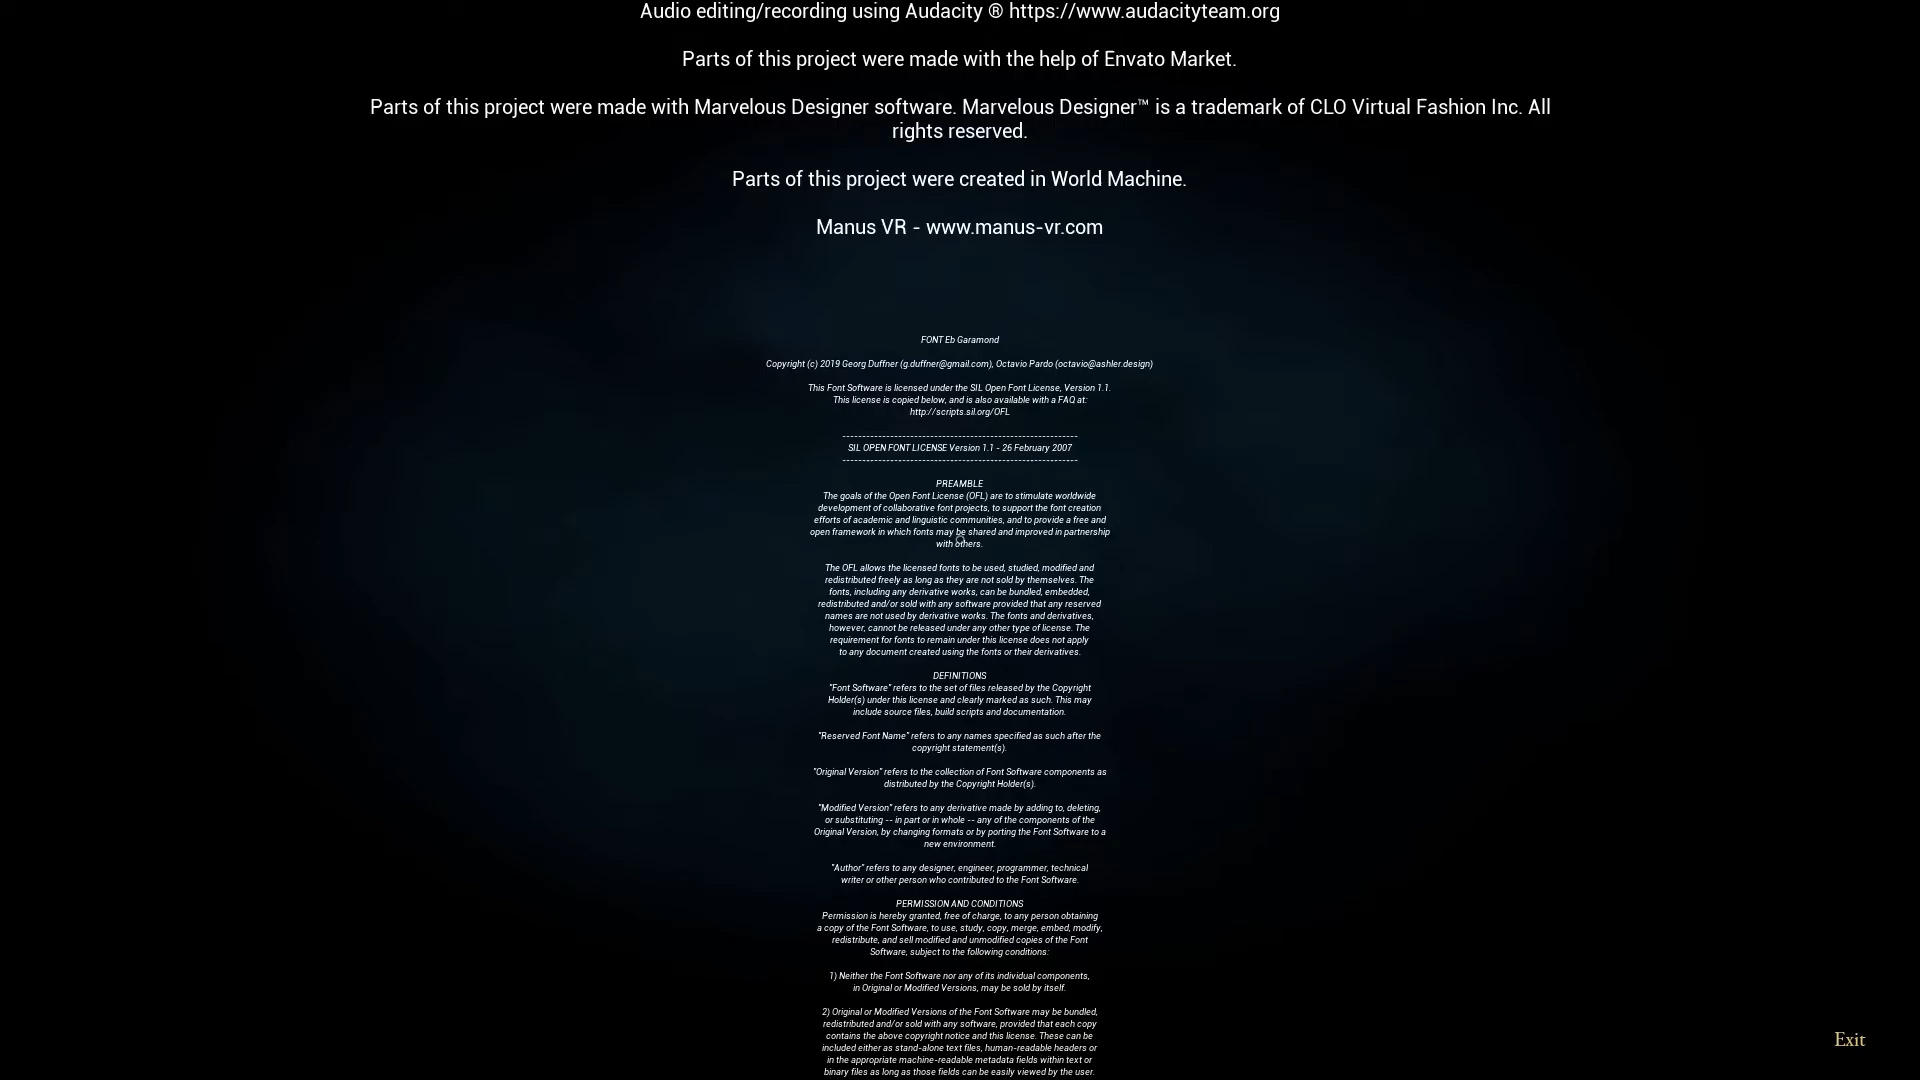 Audio editing/recording using Audacity ® https://www.audacityteam.org
Parts of this project were made with the help of Envato Market.
Parts of this project were made with Marvelous Designer software. Marvelous Designer™ is a trademark of CLO Virtual Fashion Inc. All
rights reserved.
Parts of this project were created in World Machine.
Manus VR - www.manus-vr.com
FONT Eb Garamond
Copyright (c) 2019 Georg Duffner (g.duffner@gmail.com), Octavio Pardo (octavio@ashler.design)
This Font Software is licensed under the SIL Open Font License, Version 1.1.
This license is copied below, and is also available with a FAQ at:
http://scripts.sil.org/OFL
-----------------------------------------------------------
SIL OPEN FONT LICENSE Version 1.1 - 26 February 2007
-----------------------------------------------------------
PREAMBLE
The goals of the Open Font License (OFL) are to stimulate worldwide
development of collaborative font projects, to support the font creation
efforts of academic and linguistic communities, and to provide a free and
open framework in which fonts may be shared and improved in partnership
with others.
The OFL allows the licensed fonts to be used, studied, modified and
redistributed freely as long as they are not sold by themselves. The
fonts, including any derivative works, can be bundled, embedded,
redistributed and/or sold with any software provided that any reserved
names are not used by derivative works. The fonts and derivatives,
however, cannot be released under any other type of license. The
requirement for fonts to remain under this license does not apply
to any document created using the fonts or their derivatives.
DEFINITIONS
"Font Software" refers to the set of files released by the Copyright
Holder(s) under this license and clearly marked as such. This may
include source files, build scripts and documentation.
"Reserved Font Name" refers to any names specified as such after the
copyright statement(s).
"Original Version" refers to the collection of Font Software components as
distributed by the Copyright Holder(s).
"Modified Version" refers to any derivative made by adding to, deleting,
or substituting -- in part or in whole -- any of the components of the
Original Version, by changing formats or by porting the Font Software to a
new environment.
"Author" refers to any designer, engineer, programmer, technical
writer or other person who contributed to the Font Software.
PERMISSION AND CONDITIONS
Permission is hereby granted, free of charge, to any person obtaining
a copy of the Font Software, to use, study, copy, merge, embed, modify,
redistribute, and sell modified and unmodified copies of the Font
Software, subject to the following conditions:
1) Neither the Font Software nor any of its individual components,
in Original or Modified Versions, may be sold by itself.
2) Original or Modified Versions of the Font Software may be bundled,
redistributed and/or sold with any software, provided that each copy
contains the above copyright notice and this license. These can be
included either as stand-alone text files, human-readable headers or
in the appropriate machine-readable metadata fields within text or
binary files as long as those fields can be easily viewed by the user.
Exit